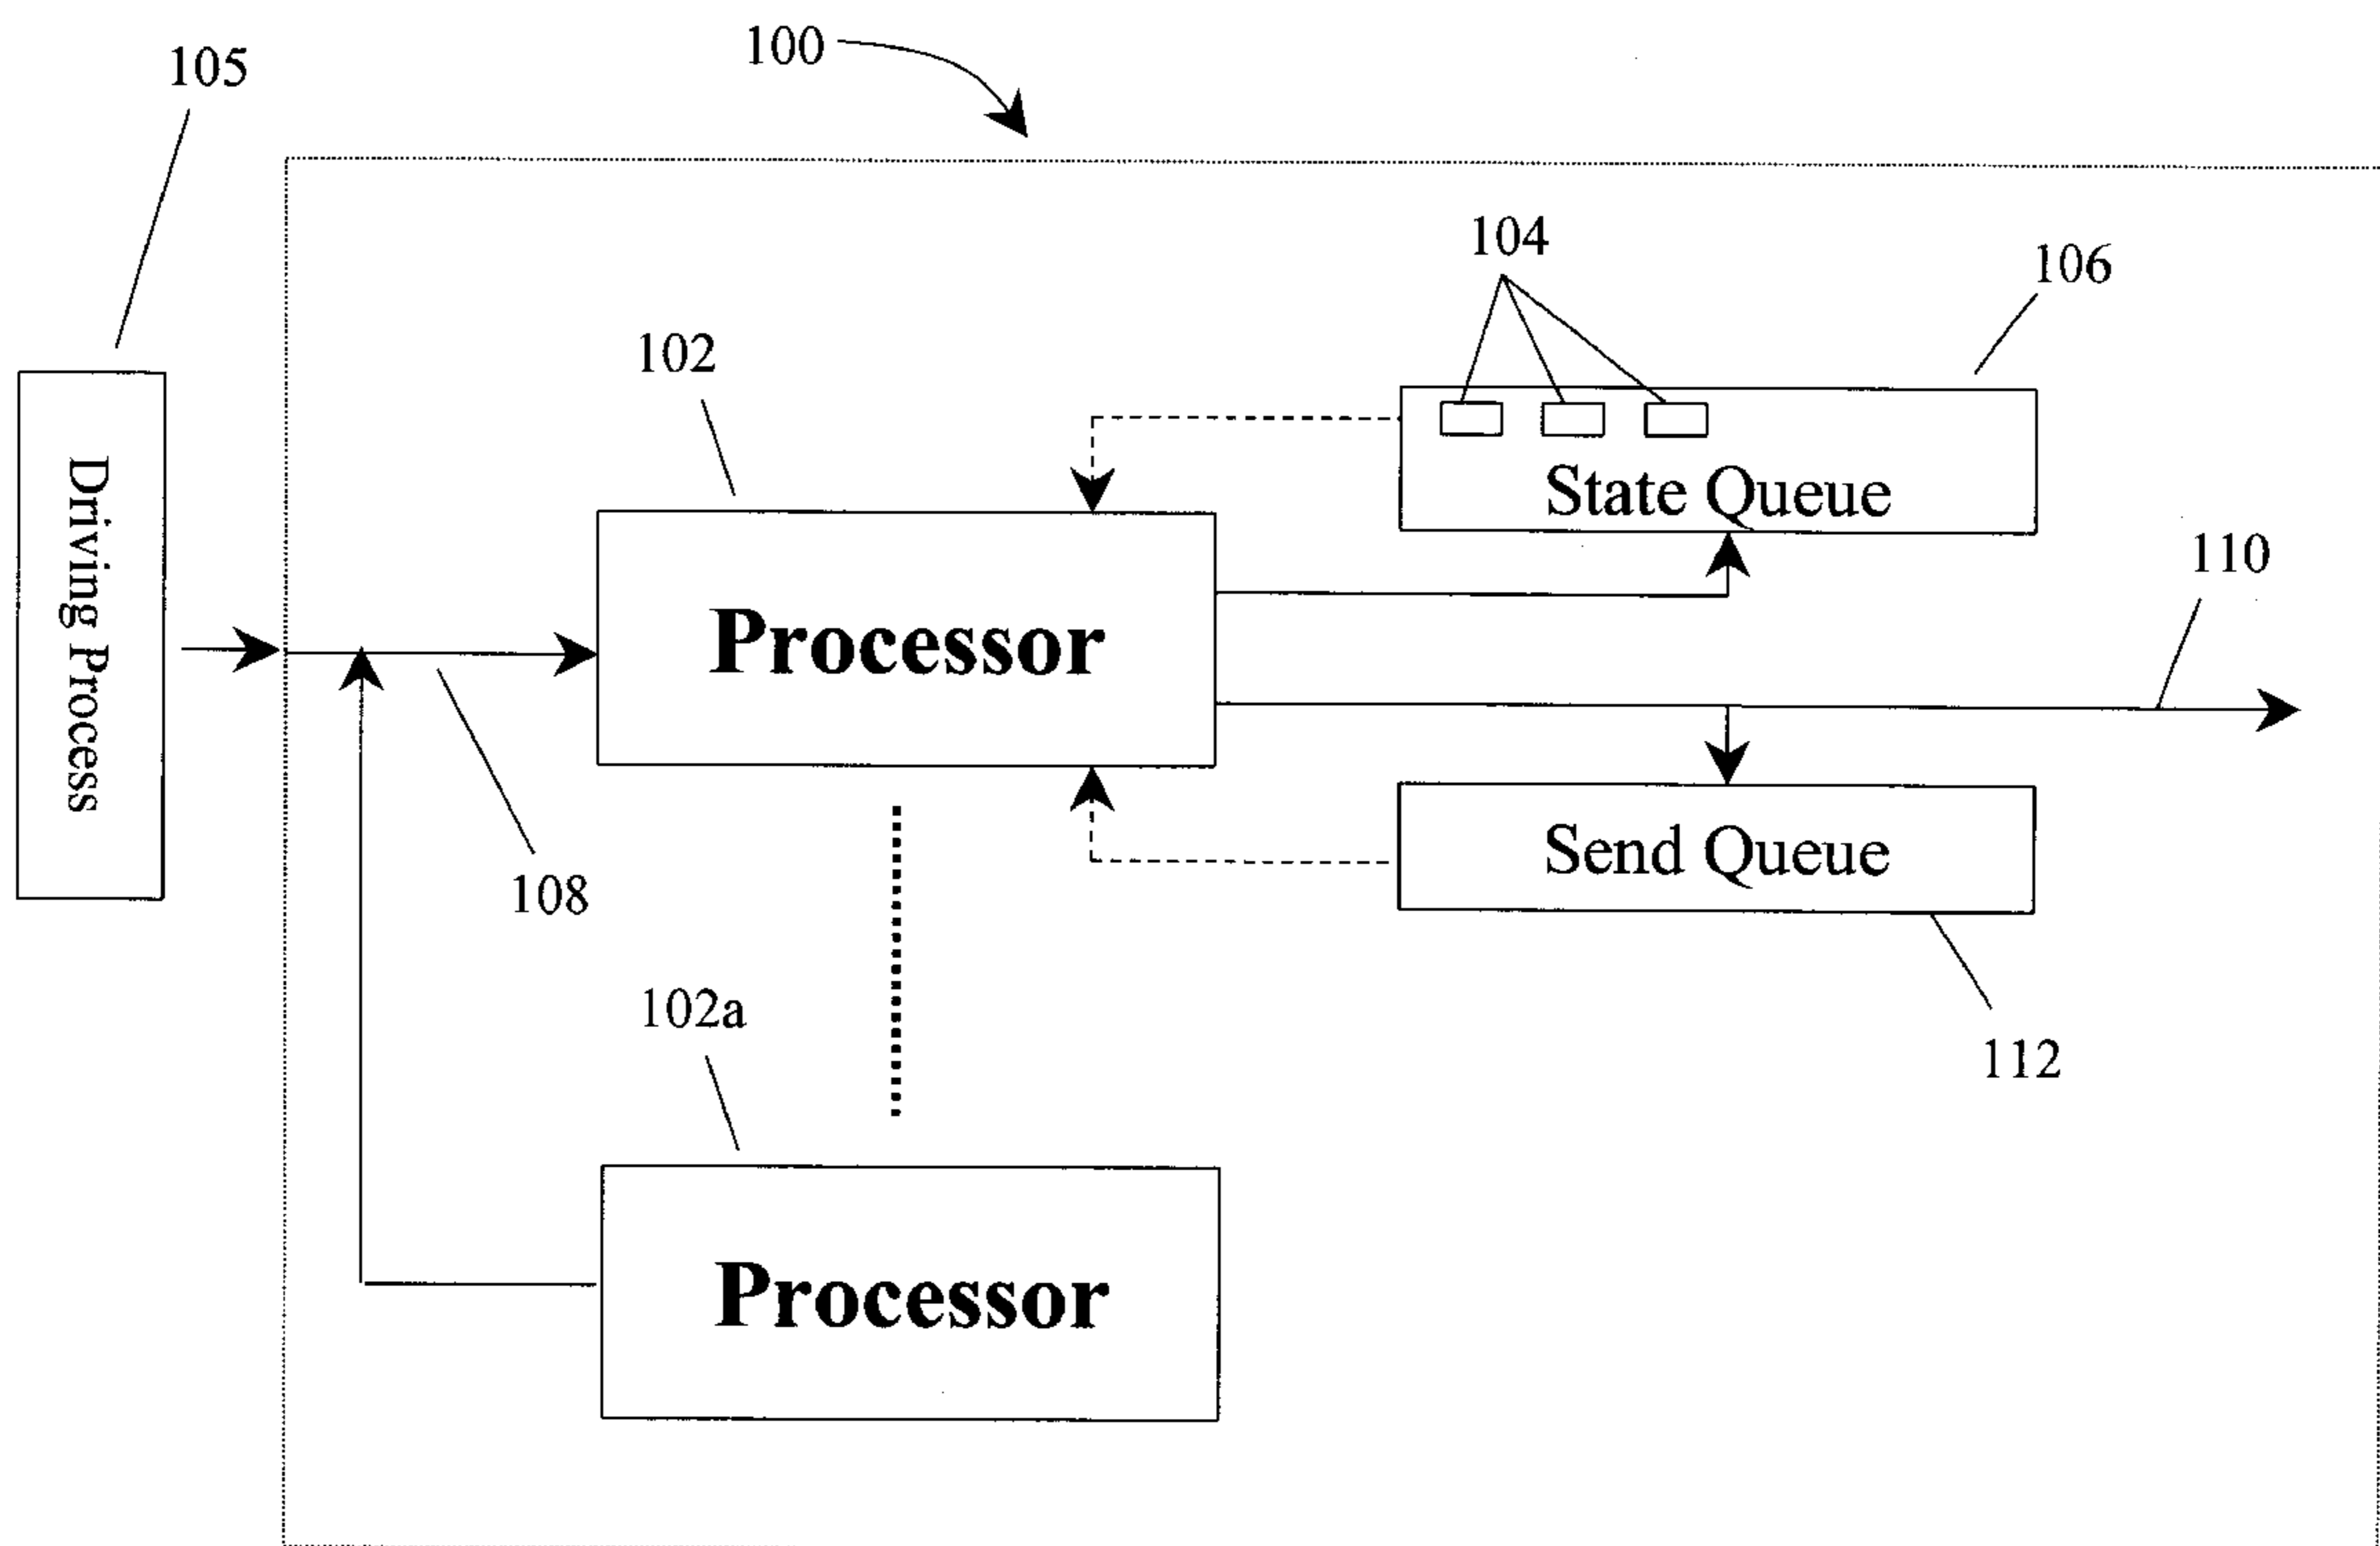 100
105
104
106
102
State Queue
110
Driving Process
Processor
108
Send Queue
102a
112
Processor